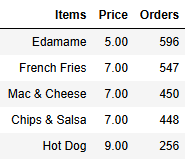 Items Price Orders
Edamame 5.00 596
French Fries 7.00 547
Mac & Cheese 7.00 450
Chips & Salsa 7.00 448
Hot Dog 9.00 256